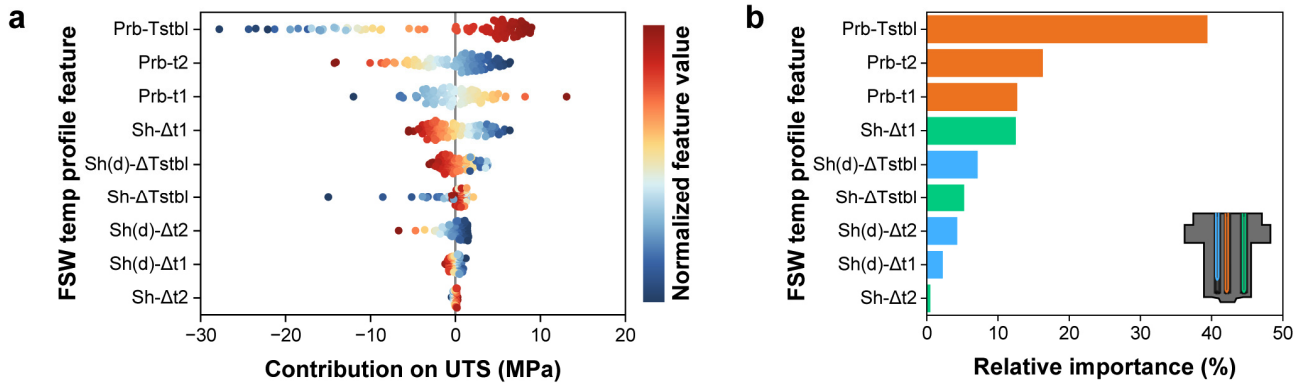 a
FSW temp profile feature
Prb-Tstbl
Prb-t2
Prb-t1
Sh-Δt1
Sh(d)-ΔTstbl
Sh-ΔTstbl
Sh(d)-Δt2
Sh(d)-Δt1
Sh-Δt2
−30
−20
−10
0
10
20
Contribution on UTS (MPa)
Normalized feature value
b
FSW temp profile feature
Prb-Tstbl
Prb-t2
Prb-t1
Sh-Δt1
Sh(d)-ΔTstbl
Sh-ΔTstbl
Sh(d)-Δt2
Sh(d)-Δt1
Sh-Δt2
0
10
20
30
40
50
Relative importance (%)